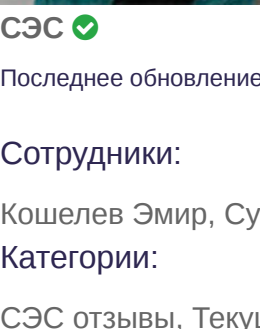 СЭС
Последнее обновление
Сотрудники:
Кошелев Эмир,
Категории:
СЭС отзывы,